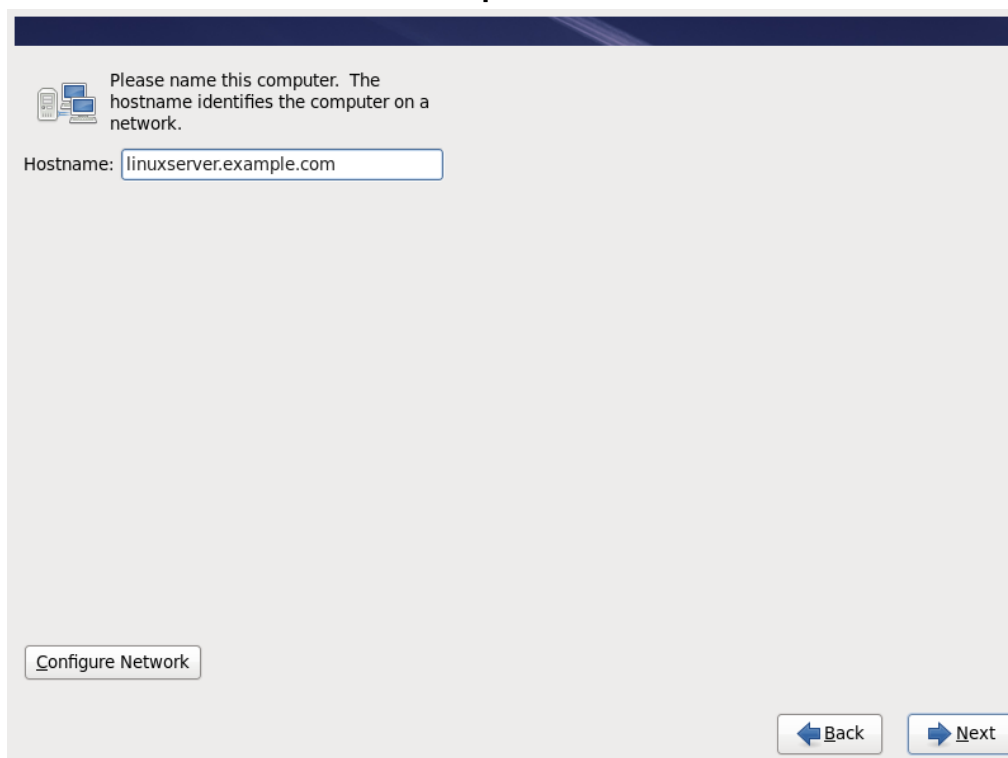 Please name this computer.  The
hostname identifies the computer on a
network.
Hostname: linuxserver.example.com
Configure Network
Back Next